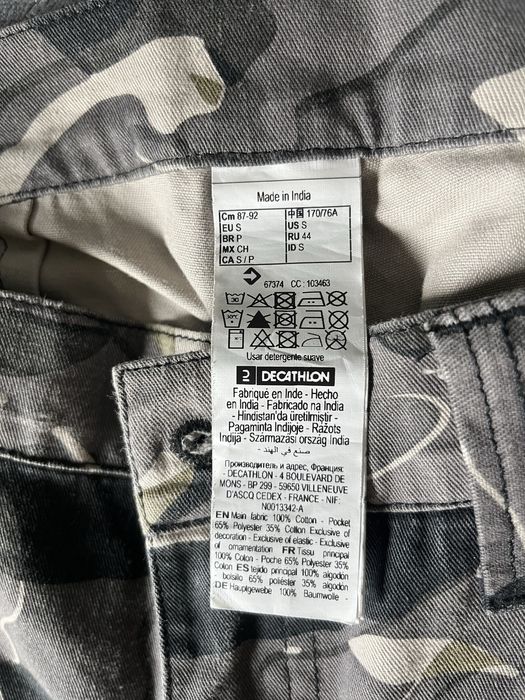 Made in India
Cm 87-92
EU S
BR P
MX CH
CA S / P
中国 170/76A
US S
RU 44
ID S
67374 CC : 103463
Usar detergente suave
DECATHLON
Fabriqué en Inde - Hecho
en India - Fabricado na India
- Hindistan'da üretilmiştir -
Pagaminta Indijoje - Ražots
Indijā - Származási ország India
- صنع في الهند -
Производитель и адрес, Франция:
- DECATHLON - 4 BOULEVARD DE
MONS - BP 299 - 59650 VILLENEUVE
D'ASCQ CEDEX - FRANCE - NIF:
N0013342-A
EN Main fabric 100% Cotton - Pocket
65% Polyester 35% Cotton Exclusive of
decoration - Exclusive of elastic - Exclusive
of ornamentation FR Tissu principal
100% Coton - Poche 65% Polyester 35%
Coton ES tejido principal 100% algodón
- bolsillo 65% poliéster 35% algodón
DE Hauptgewebe 100% Baumwolle -